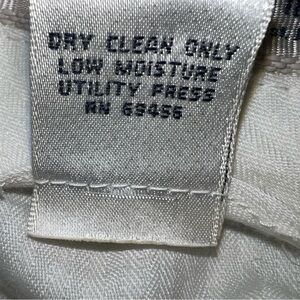 DRY CLEAN ONLY
LOW MOISTURE
UTILITY PRESS
RN 69456